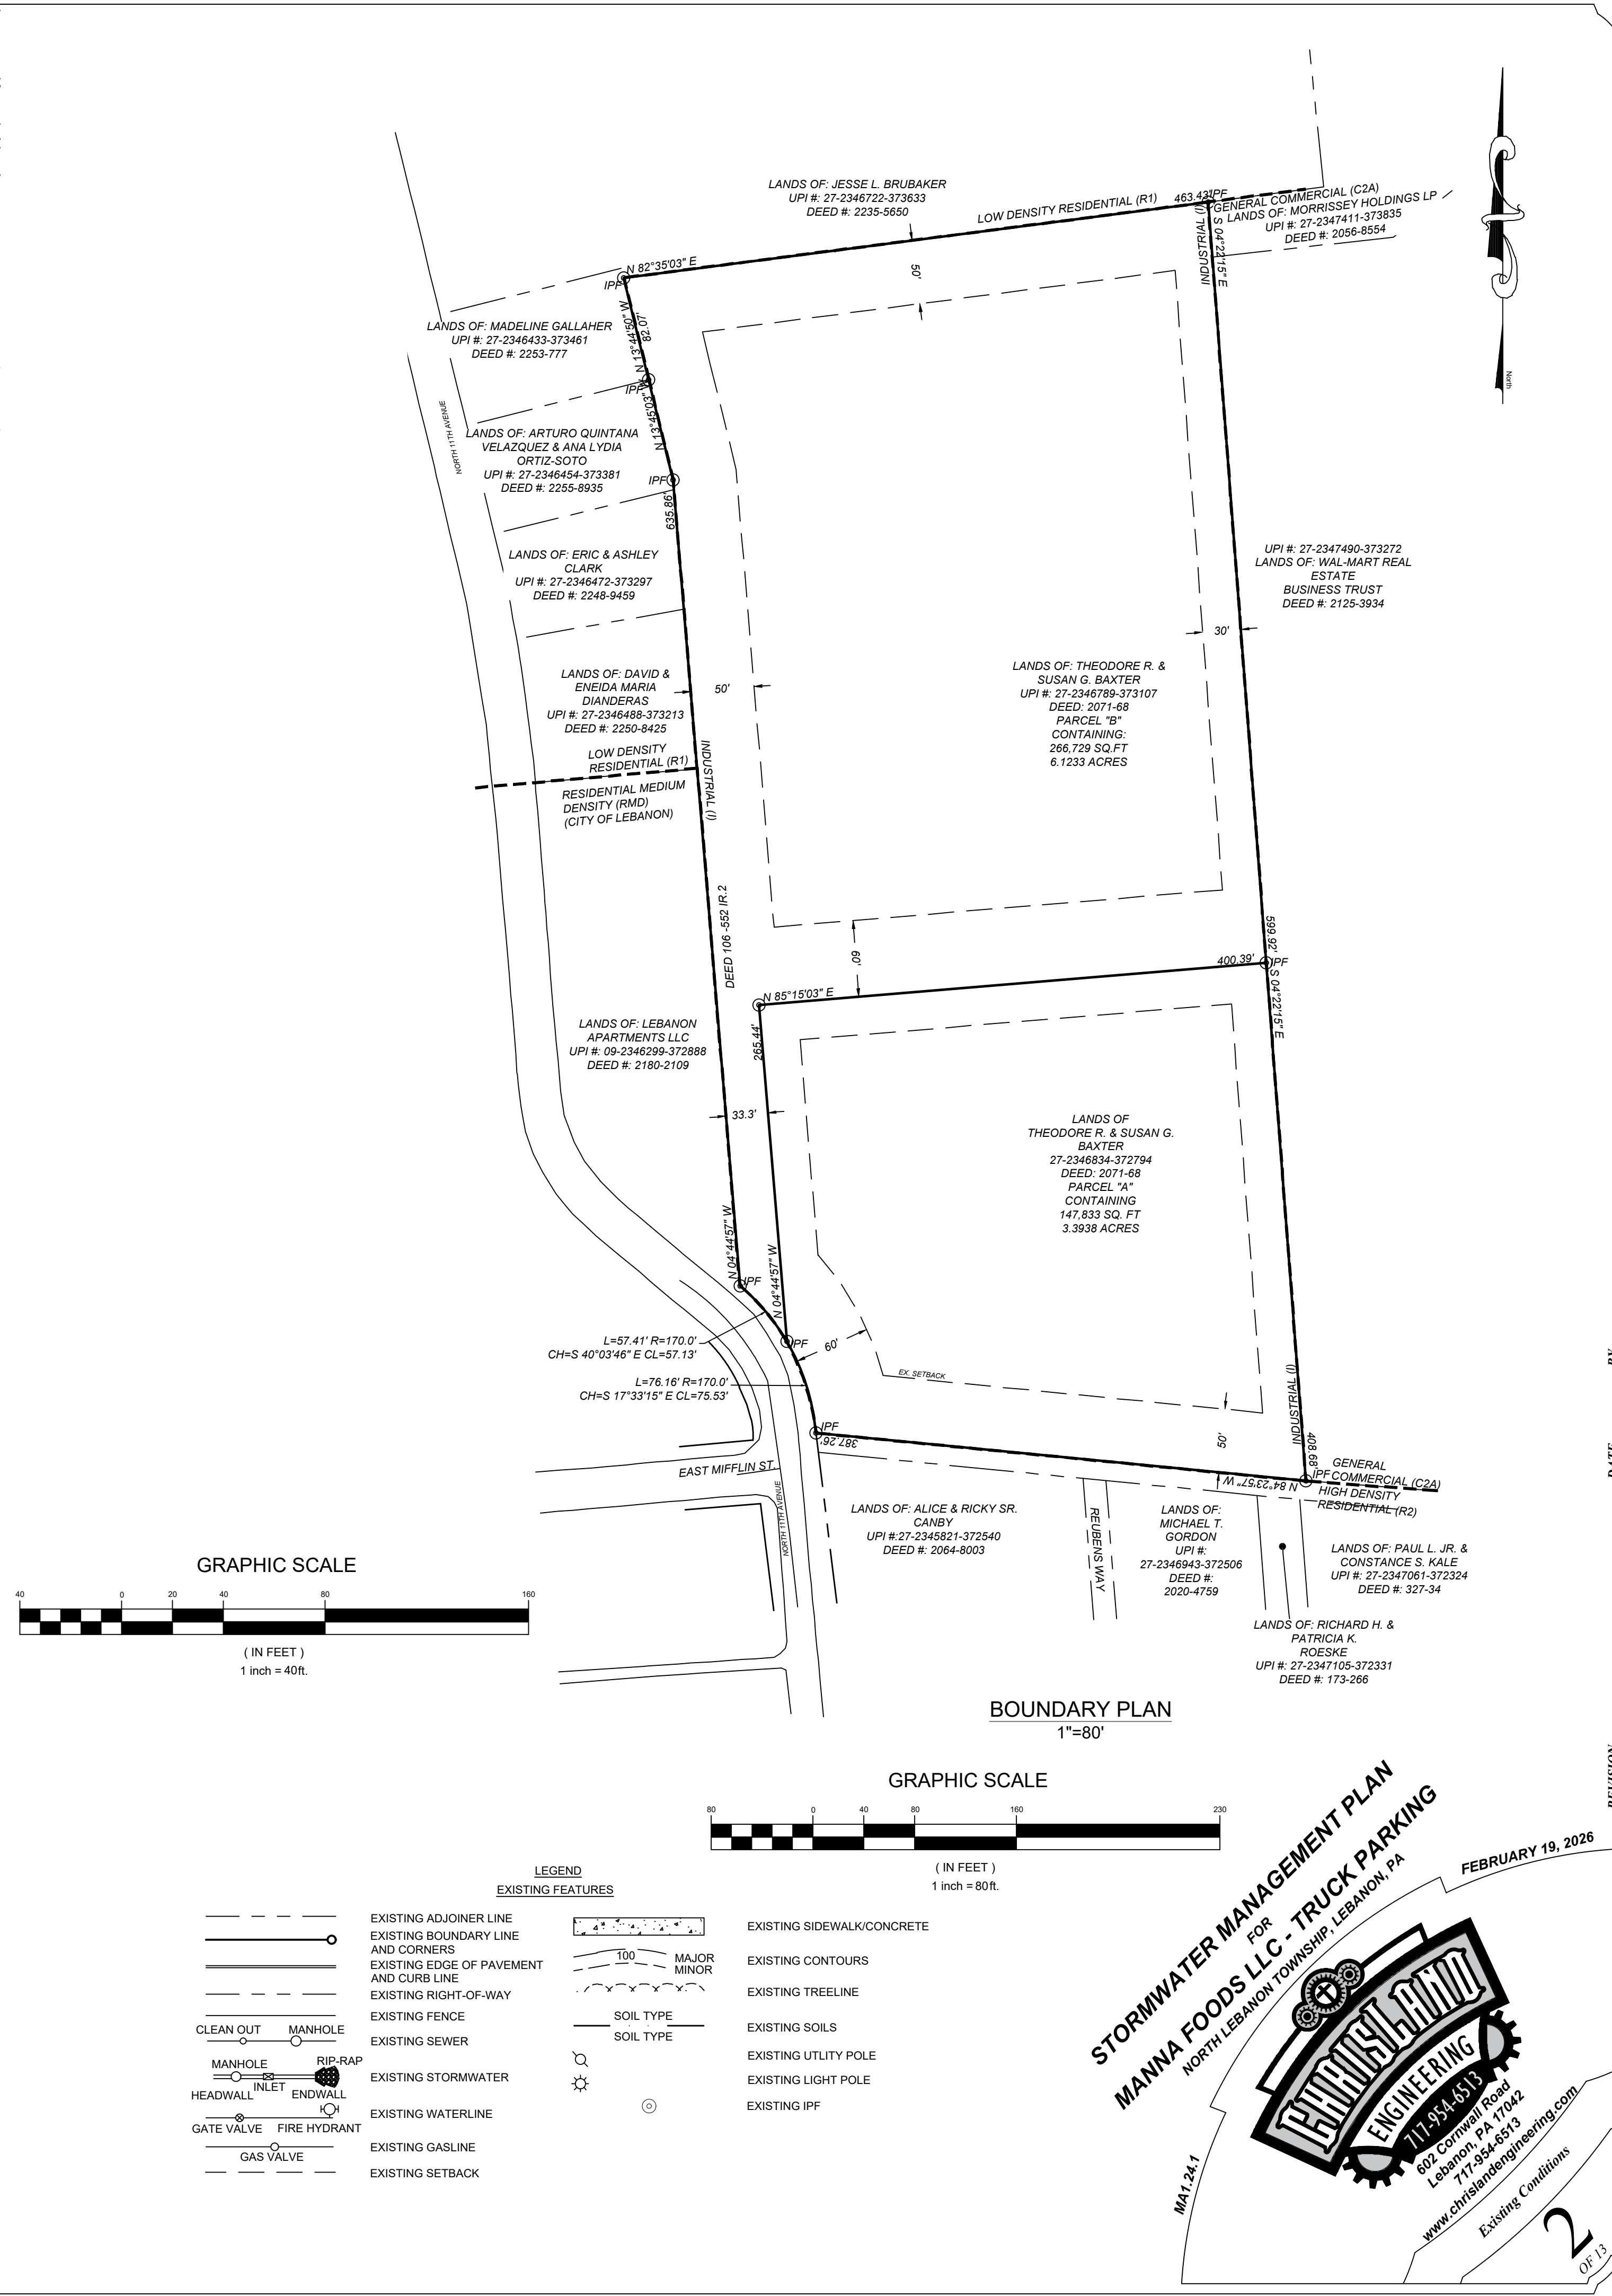 LANDS OF: JESSE L. BRUBAKER
UPI #: 27-2346722-373633
DEED #: 2235-5650
LOW DENSITY RESIDENTIAL (R1)
463.43'
IPF
GENERAL COMMERCIAL (C2A)
LANDS OF: MORRISSEY HOLDINGS LP
UPI #: 27-2347411-373835
DEED #: 2056-8554
INDUSTRIAL (I)
S 04°22'15" E
North
N 82°35'03" E
IPF
50'
LANDS OF: MADELINE GALLAHER
UPI #: 27-2346433-373461
DEED #: 2253-777
N 13°44'50" W
82.07'
IPF
N 13°45'03" W
NORTH 11TH AVENUE
LANDS OF: ARTURO QUINTANA
VELAZQUEZ & ANA LYDIA
ORTIZ-SOTO
UPI #: 27-2346454-373381
DEED #: 2255-8935
IPF
635.86'
LANDS OF: ERIC & ASHLEY
CLARK
UPI #: 27-2346472-373297
DEED #: 2248-9459
UPI #: 27-2347490-373272
LANDS OF: WAL-MART REAL
ESTATE
BUSINESS TRUST
DEED #: 2125-3934
30'
LANDS OF: DAVID &
ENEIDA MARIA
DIANDERAS
UPI #: 27-2346488-373213
DEED #: 2250-8425
50'
LANDS OF: THEODORE R. &
SUSAN G. BAXTER
UPI #: 27-2346789-373107
DEED: 2071-68
PARCEL "B"
CONTAINING:
266,729 SQ.FT
6.1233 ACRES
LOW DENSITY
RESIDENTIAL (R1)
INDUSTRIAL (I)
RESIDENTIAL MEDIUM
DENSITY (RMD)
(CITY OF LEBANON)
DEED 106 -552 IR.2
60'
599.92'
400.39'
IPF
N 85°15'03" E
S 04°22'15" E
265.44'
LANDS OF: LEBANON
APARTMENTS LLC
UPI #: 09-2346299-372888
DEED #: 2180-2109
33.3'
LANDS OF
THEODORE R. & SUSAN G.
BAXTER
27-2346834-372794
DEED: 2071-68
PARCEL "A"
CONTAINING
147,833 SQ. FT
3.3938 ACRES
N 04°44'57" W
N 04°44'57" W
IPF
IPF
60'
L=57.41' R=170.0'
CH=S 40°03'46" E CL=57.13'
L=76.16' R=170.0'
CH=S 17°33'15" E CL=75.53'
EX. SETBACK
INDUSTRIAL (I)
IPF
387.26'
50'
N 84°23'57" W
408.68'
IPF
GENERAL
COMMERCIAL (C2A)
HIGH DENSITY
RESIDENTIAL (R2)
EAST MIFFLIN ST.
NORTH 11TH AVENUE
LANDS OF: ALICE & RICKY SR.
CANBY
UPI #:27-2345821-372540
DEED #: 2064-8003
REUBENS WAY
LANDS OF:
MICHAEL T.
GORDON
UPI #:
27-2346943-372506
DEED #:
2020-4759
LANDS OF: PAUL L. JR. &
CONSTANCE S. KALE
UPI #: 27-2347061-372324
DEED #: 327-34
LANDS OF: RICHARD H. &
PATRICIA K.
ROESKE
UPI #: 27-2347105-372331
DEED #: 173-266
GRAPHIC SCALE
40 0 20 40 80 160
( IN FEET )
1 inch = 40ft.
BOUNDARY PLAN
1"=80'
GRAPHIC SCALE
80 0 40 80 160 230
( IN FEET )
1 inch = 80ft.
LEGEND
EXISTING FEATURES
EXISTING ADJOINER LINE
EXISTING BOUNDARY LINE
AND CORNERS
EXISTING EDGE OF PAVEMENT
AND CURB LINE
EXISTING RIGHT-OF-WAY
EXISTING FENCE
CLEAN OUT MANHOLE
EXISTING SEWER
MANHOLE RIP-RAP
EXISTING STORMWATER
HEADWALL INLET ENDWALL
EXISTING WATERLINE
GATE VALVE FIRE HYDRANT
EXISTING GASLINE
GAS VALVE
EXISTING SETBACK
EXISTING SIDEWALK/CONCRETE
100 MAJOR
MINOR
EXISTING CONTOURS
EXISTING TREELINE
SOIL TYPE
SOIL TYPE
EXISTING SOILS
EXISTING UTLITY POLE
EXISTING LIGHT POLE
EXISTING IPF
STORMWATER MANAGEMENT PLAN
FOR
MANNA FOODS LLC - TRUCK PARKING
NORTH LEBANON TOWNSHIP, LEBANON, PA
FEBRUARY 19, 2026
CHRISLAND
ENGINEERING
717-954-6513
602 Cornwall Road
Lebanon, PA 17042
717-954-6513
www.chrislandengineering.com
MA1.24.1
Existing Conditions
2
OF 13